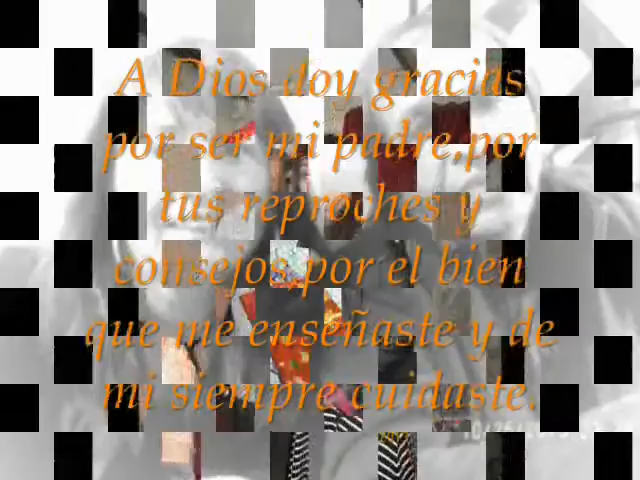 A Dios doy gracias
por ser mi padre,por
tus reproches y
consejos,por el bien
que me enseñaste y de
mi siempre cuidaste.